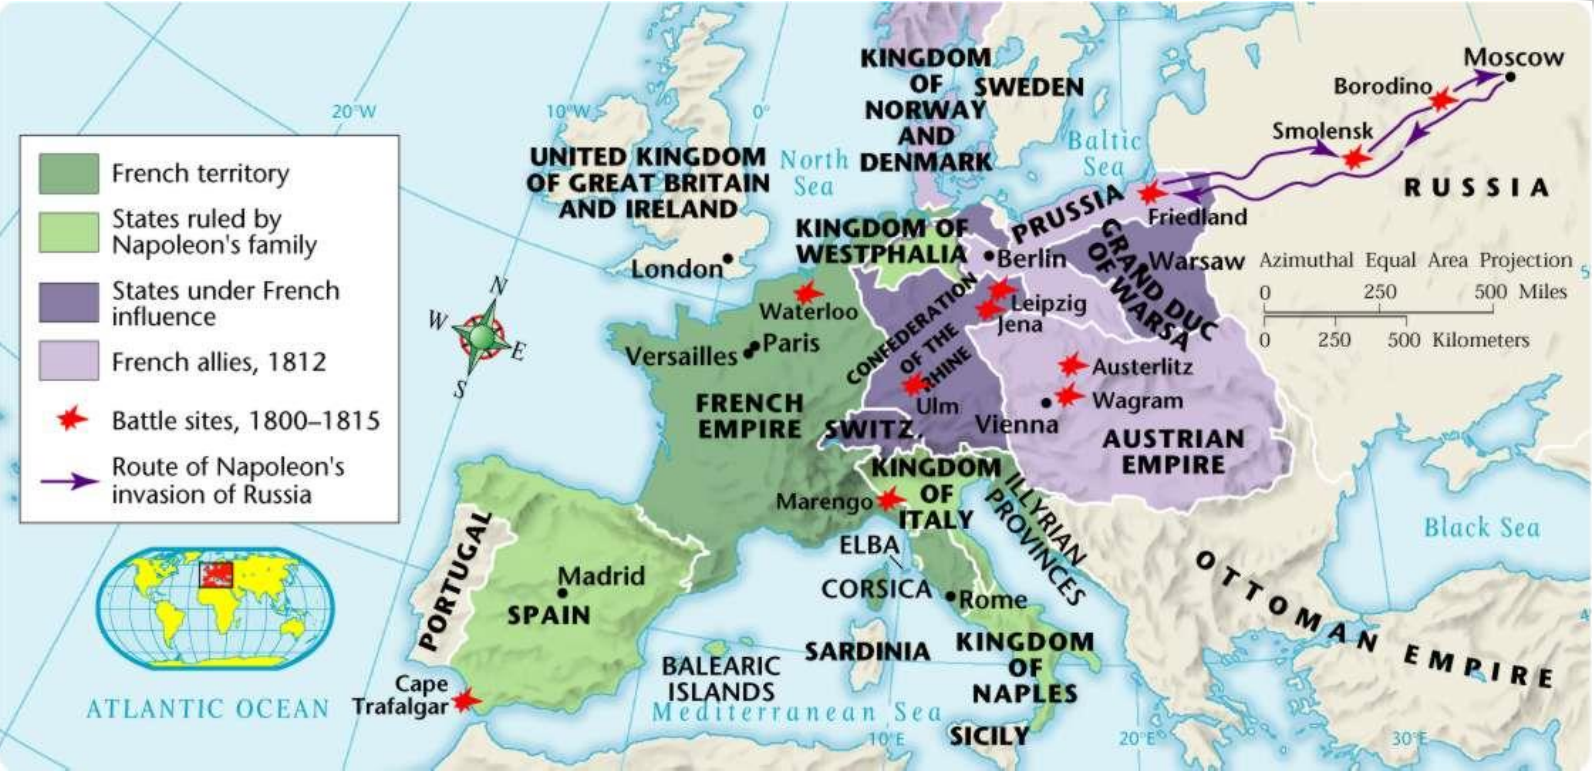 French territory
States ruled by
Napoleon's family
States under French
influence
French allies, 1812
Battle sites, 1800–1815
Route of Napoleon's
invasion of Russia
20°W
10°W
0°
KINGDOM
OF
NORWAY
AND
DENMARK
SWEDEN
Baltic
Sea
North
Sea
UNITED KINGDOM
OF GREAT BRITAIN
AND IRELAND
London
Moscow
Borodino
Smolensk
RUSSIA
PRUSSIA
Friedland
KINGDOM OF
WESTPHALIA
Berlin
GRAND DUC
OF WARSA
Warsaw
Azimuthal Equal Area Projection
0 250 500 Miles
0 250 500 Kilometers
5
N
W
E
S
Waterloo
Versailles
Paris
FRENCH
EMPIRE
CONFEDERATION
OF THE
RHINE
Leipzig
Jena
Ulm
Austerlitz
Wagram
Vienna
AUSTRIAN
EMPIRE
SWITZ.
KINGDOM
OF
ITALY
Marengo
ILLYRIAN
PROVINCES
ELBA
CORSICA
Rome
PORTUGAL
Madrid
SPAIN
Black Sea
OTTOMAN EMPIRE
4
SARDINIA
KINGDOM
OF
NAPLES
BALEARIC
ISLANDS
Cape
Trafalgar
ATLANTIC OCEAN
Mediterranean Sea
SICILY
10°E
20°E
30°E